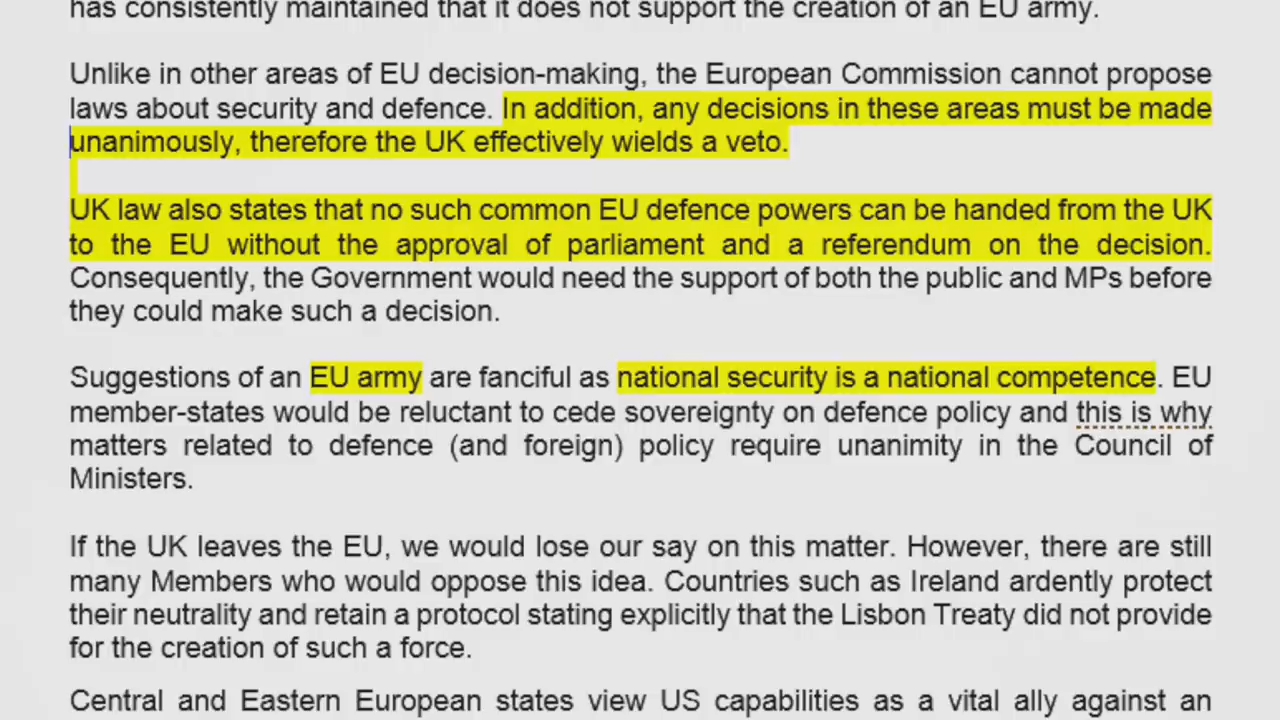 has consistently maintained that it does not support the creation of an EU army.
Unlike in other areas of EU decision-making, the European Commission cannot propose
laws about security and defence. In addition, any decisions in these areas must be made
unanimously, therefore the UK effectively wields a veto.
UK law also states that no such common EU defence powers can be handed from the UK
to the EU without the approval of parliament and a referendum on the decision.
Consequently, the Government would need the support of both the public and MPs before
they could make such a decision.
Suggestions of an EU army are fanciful as national security is a national competence. EU
member-states would be reluctant to cede sovereignty on defence policy and this is why
matters related to defence (and foreign) policy require unanimity in the Council of
Ministers.
If the UK leaves the EU, we would lose our say on this matter. However, there are still
many Members who would oppose this idea. Countries such as Ireland ardently protect
their neutrality and retain a protocol stating explicitly that the Lisbon Treaty did not provide
for the creation of such a force.
Central and Eastern European states view US capabilities as a vital ally against an